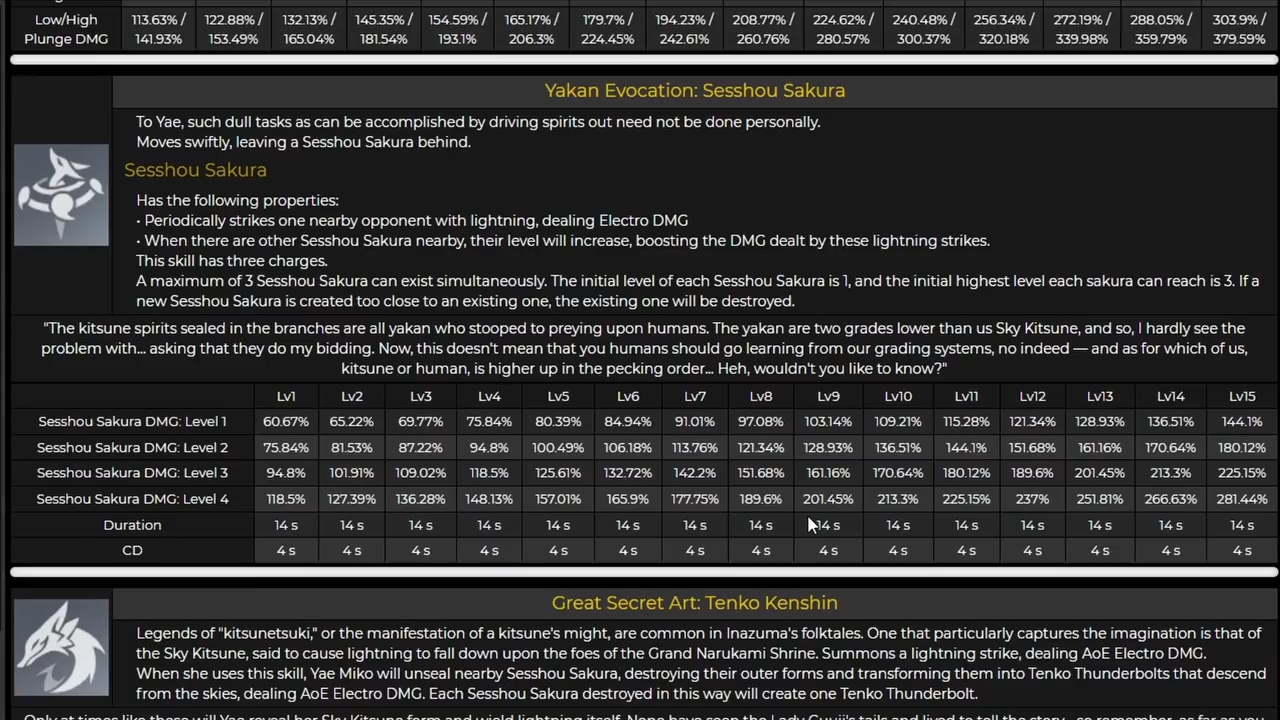 Low/High Plunge DMG 113.63% / 141.93% 122.88% / 153.49% 132.13% / 165.04% 145.35% / 181.54% 154.59% / 193.1% 165.17% / 206.3% 179.7% / 224.45% 194.23% / 242.61% 208.77% / 260.76% 224.62% / 280.57% 240.48% / 300.37% 256.34% / 320.18% 272.19% / 339.98% 288.05% / 359.79% 303.9% / 379.59%
Yakan Evocation: Sesshou Sakura
To Yae, such dull tasks as can be accomplished by driving spirits out need not be done personally.
Moves swiftly, leaving a Sesshou Sakura behind.
Sesshou Sakura
Has the following properties:
• Periodically strikes one nearby opponent with lightning, dealing Electro DMG
• When there are other Sesshou Sakura nearby, their level will increase, boosting the DMG dealt by these lightning strikes.
This skill has three charges.
A maximum of 3 Sesshou Sakura can exist simultaneously. The initial level of each Sesshou Sakura is 1, and the initial highest level each sakura can reach is 3. If a
new Sesshou Sakura is created too close to an existing one, the existing one will be destroyed.
"The kitsune spirits sealed in the branches are all yakan who stooped to preying upon humans. The yakan are two grades lower than us Sky Kitsune, and so, I hardly see the
problem with... asking that they do my bidding. Now, this doesn't mean that you humans should go learning from our grading systems, no indeed — and as for which of us,
kitsune or human, is higher up in the pecking order... Heh, wouldn't you like to know?"
Lv1 Lv2 Lv3 Lv4 Lv5 Lv6 Lv7 Lv8 Lv9 Lv10 Lv11 Lv12 Lv13 Lv14 Lv15
Sesshou Sakura DMG: Level 1 60.67% 65.22% 69.77% 75.84% 80.39% 84.94% 91.01% 97.08% 103.14% 109.21% 115.28% 121.34% 128.93% 136.51% 144.1%
Sesshou Sakura DMG: Level 2 75.84% 81.53% 87.22% 94.8% 100.49% 106.18% 113.76% 121.34% 128.93% 136.51% 144.1% 151.68% 161.16% 170.64% 180.12%
Sesshou Sakura DMG: Level 3 94.8% 101.91% 109.02% 118.5% 125.61% 132.72% 142.2% 151.68% 161.16% 170.64% 180.12% 189.6% 201.45% 213.3% 225.15%
Sesshou Sakura DMG: Level 4 118.5% 127.39% 136.28% 148.13% 157.01% 165.9% 177.75% 189.6% 201.45% 213.3% 225.15% 237% 251.81% 266.63% 281.44%
Duration 14 s 14 s 14 s 14 s 14 s 14 s 14 s 14 s 14 s 14 s 14 s 14 s 14 s 14 s 14 s
CD 4 s 4 s 4 s 4 s 4 s 4 s 4 s 4 s 4 s 4 s 4 s 4 s 4 s 4 s 4 s
Great Secret Art: Tenko Kenshin
Legends of "kitsunetsuki," or the manifestation of a kitsune's might, are common in Inazuma's folktales. One that particularly captures the imagination is that of
the Sky Kitsune, said to cause lightning to fall down upon the foes of the Grand Narukami Shrine. Summons a lightning strike, dealing AoE Electro DMG.
When she uses this skill, Yae Miko will unseal nearby Sesshou Sakura, destroying their outer forms and transforming them into Tenko Thunderbolts that descend
from the skies, dealing AoE Electro DMG. Each Sesshou Sakura destroyed in this way will create one Tenko Thunderbolt.